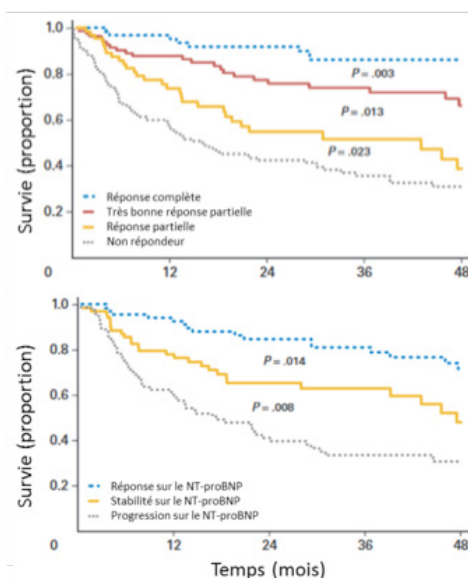 Survie (proportion)
1.0
0.8
0.6
0.4
0.2
0
P = .003
P = .013
P = .023
Réponse complète
Très bonne réponse partielle
Réponse partielle
Non répondeur
12
24
36
48
Survie (proportion)
1.0
0.8
0.6
0.4
0.2
0
P = .014
P = .008
Réponse sur le NT-proBNP
Stabilité sur le NT-proBNP
Progression sur le NT-proBNP
12
24
36
48
Temps (mois)